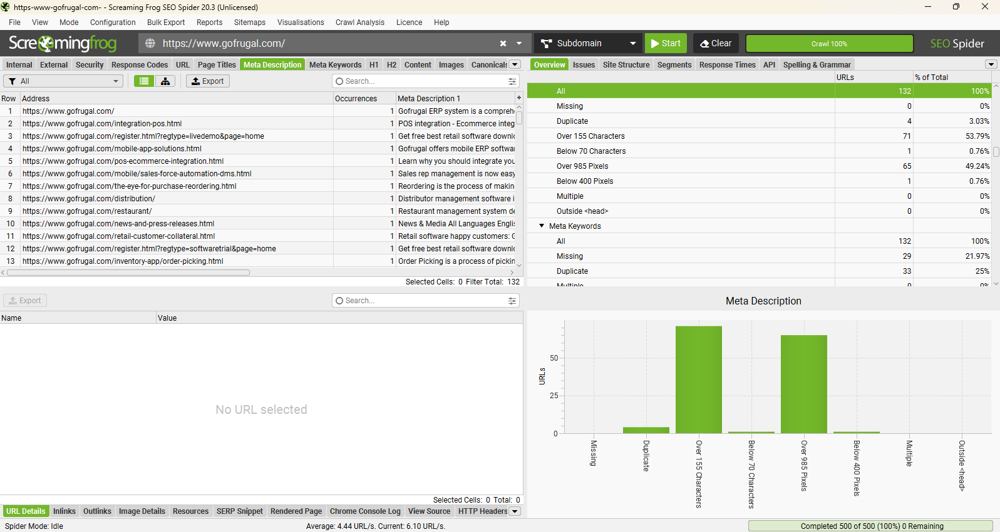 https-www-gofrugal-com- - Screaming Frog SEO Spider 20.3 (Unlicensed)
File View Mode Configuration Bulk Export Reports Sitemaps Visualisations Crawl Analysis Licence Help
Screamingfrog https://www.gofrugal.com/ Subdomain Start Clear Crawl 100% SEO Spider
Internal External Security Response Codes URL Page Titles Meta Description Meta Keywords H1 H2 Content Images Canonicals
All Export Search...
Row Address Occurrences Meta Description 1 +
1 https://www.gofrugal.com/ 1 Gofrugal ERP system is a compreh
2 https://www.gofrugal.com/integration-pos.html 1 POS integration - Ecommerce integ
3 https://www.gofrugal.com/register.html?regtype=livedemo&page=home 1 Get free best retail software downlo
4 https://www.gofrugal.com/mobile-app-solutions.html 1 Gofrugal offers mobile ERP softwar
5 https://www.gofrugal.com/pos-ecommerce-integration.html 1 Learn why you should integrate you
6 https://www.gofrugal.com/mobile/sales-force-automation-dms.html 1 Sales rep management is now easy
7 https://www.gofrugal.com/the-eye-for-purchase-reordering.html 1 Reordering is the process of makin
8 https://www.gofrugal.com/distribution/ 1 Distributor management software i
9 https://www.gofrugal.com/restaurant/ 1 Restaurant management system de
10 https://www.gofrugal.com/news-and-press-releases.html 1 News & Media All Languages Englis
11 https://www.gofrugal.com/retail-customer-collateral.html 1 Retail software happy customers: G
12 https://www.gofrugal.com/register.html?regtype=softwaretrial&page=home 1 Get free best retail software downlo
13 https://www.gofrugal.com/inventory-app/order-picking.html 1 Order Picking is a process of pickin
Selected Cells: 0 Filter Total: 132
Export Search...
Name Value
No URL selected
Selected Cells: 0 Total: 0
URL Details Inlinks Outlinks Image Details Resources SERP Snippet Rendered Page Chrome Console Log View Source HTTP Headers
Overview Issues Site Structure Segments Response Times API Spelling & Grammar
URLs % of Total
All 132 100%
Missing 0 0%
Duplicate 4 3.03%
Over 155 Characters 71 53.79%
Below 70 Characters 1 0.76%
Over 985 Pixels 65 49.24%
Below 400 Pixels 1 0.76%
Multiple 0 0%
Outside <head> 0 0%
Meta Keywords
All 132 100%
Missing 29 21.97%
Duplicate 33 25%
Multiple 0 0%
Meta Description
URLs
50
25
0
Missing
Duplicate
Over 155 Characters
Below 70 Characters
Over 985 Pixels
Below 400 Pixels
Multiple
Outside <head>
Spider Mode: Idle Average: 4.44 URL/s. Current: 6.10 URL/s. Completed 500 of 500 (100%) 0 Remaining